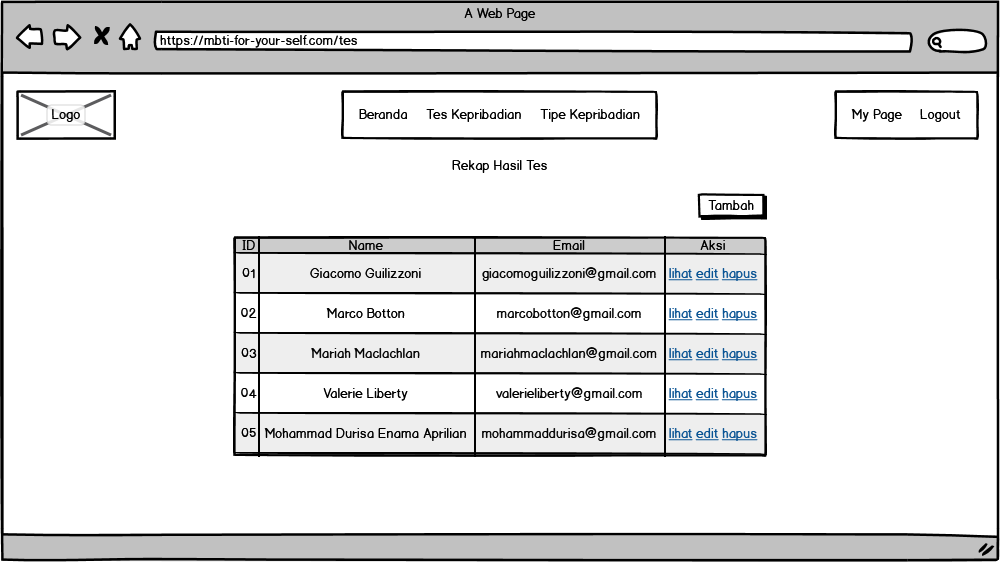 A Web Page
https://mbti-for-your-self.com/tes
Logo
Beranda Tes Kepribadian Tipe Kepribadian
My Page Logout
Rekap Hasil Tes
Tambah
ID Name Email Aksi
01 Giacomo Guilizzoni giacomoguilizzoni@gmail.com lihat edit hapus
02 Marco Botton marcobotton@gmail.com lihat edit hapus
03 Mariah Maclachlan mariahmaclachlan@gmail.com lihat edit hapus
04 Valerie Liberty valerieliberty@gmail.com lihat edit hapus
05 Mohammad Durisa Enama Aprilian mohammaddurisa@gmail.com lihat edit hapus